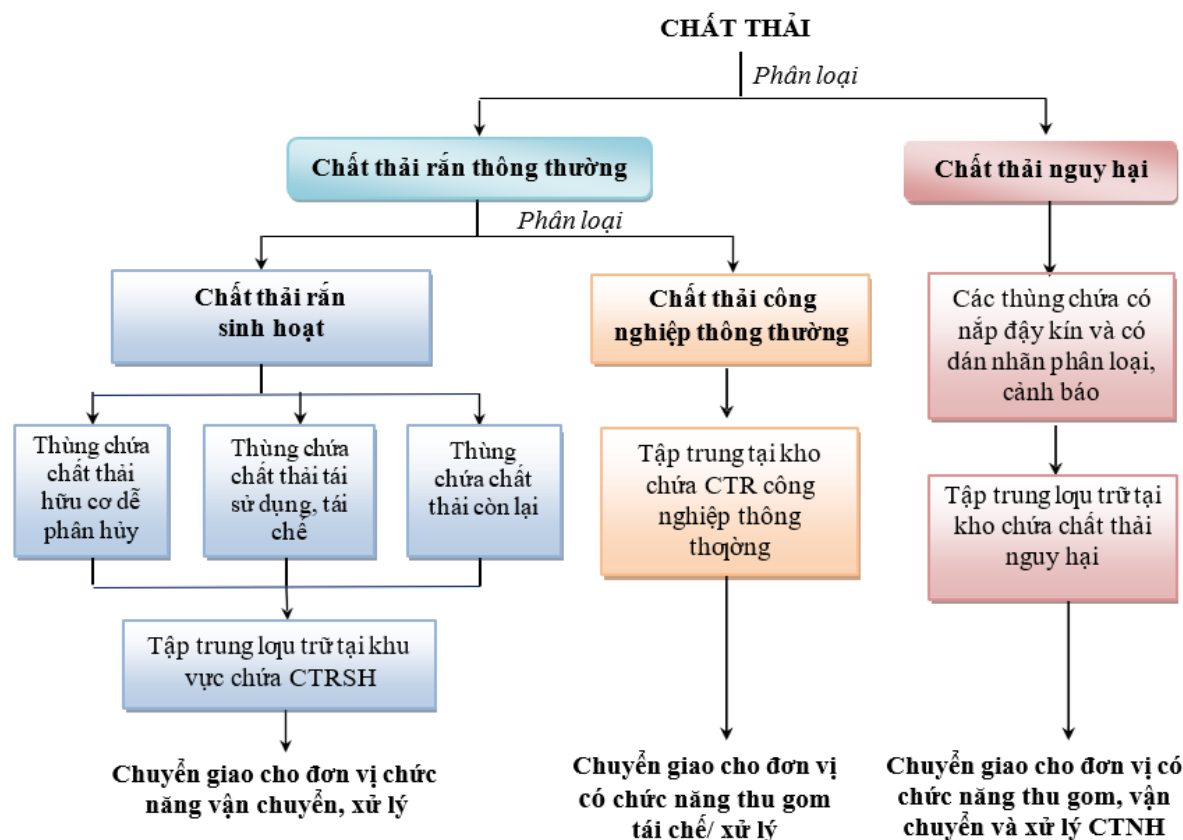 CHẤT THẢI
Phân loại
Chất thải rắn thông thường
Chất thải nguy hại
Phân loại
Chất thải rắn
sinh hoạt
Chất thải công
nghiệp thông thường
Các thùng chứa có
nắp đậy kín và có
dán nhãn phân loại,
cảnh báo
Thùng chứa
chất thải
hữu cơ dễ
phân hủy
Thùng chứa
chất thải tái
sử dụng, tái
chế
Thùng
chứa chất
thải còn lại
Tập trung tại kho
chứa CTR công
nghiệp thông
thƣờng
Tập trung lƣu trữ tại
kho chứa chất thải
nguy hại
Tập trung lƣu trữ tại khu
vực chứa CTRSH
Chuyển giao cho đơn vị chức
năng vận chuyển, xử lý
Chuyển giao cho đơn vị
có chức năng thu gom
tái chế/ xử lý
Chuyển giao cho đơn vị có
chức năng thu gom, vận
chuyển và xử lý CTNH